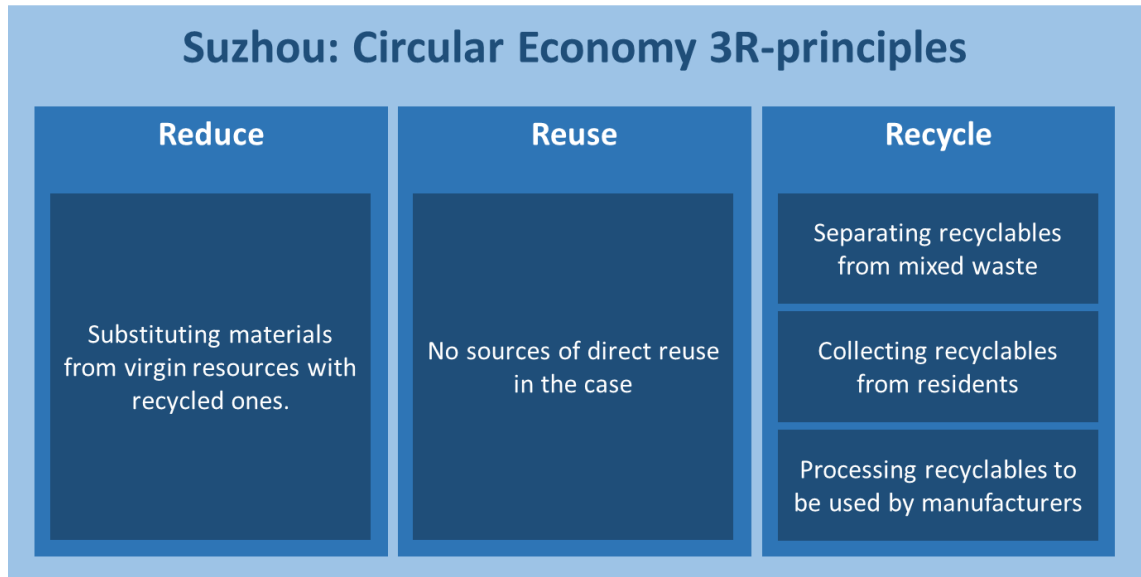 Suzhou: Circular Economy 3R-principles
Reduce
Substituting materials
from virgin resources with
recycled ones.
Reuse
No sources of direct reuse
in the case
Recycle
Separating recyclables
from mixed waste
Collecting recyclables
from residents
Processing recyclables to
be used by manufacturers